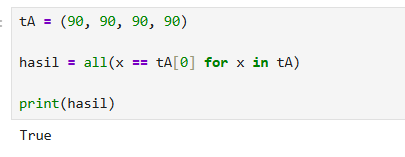 tA = (90, 90, 90, 90)
hasil = all(x == tA[0] for x in tA)
print(hasil)
True